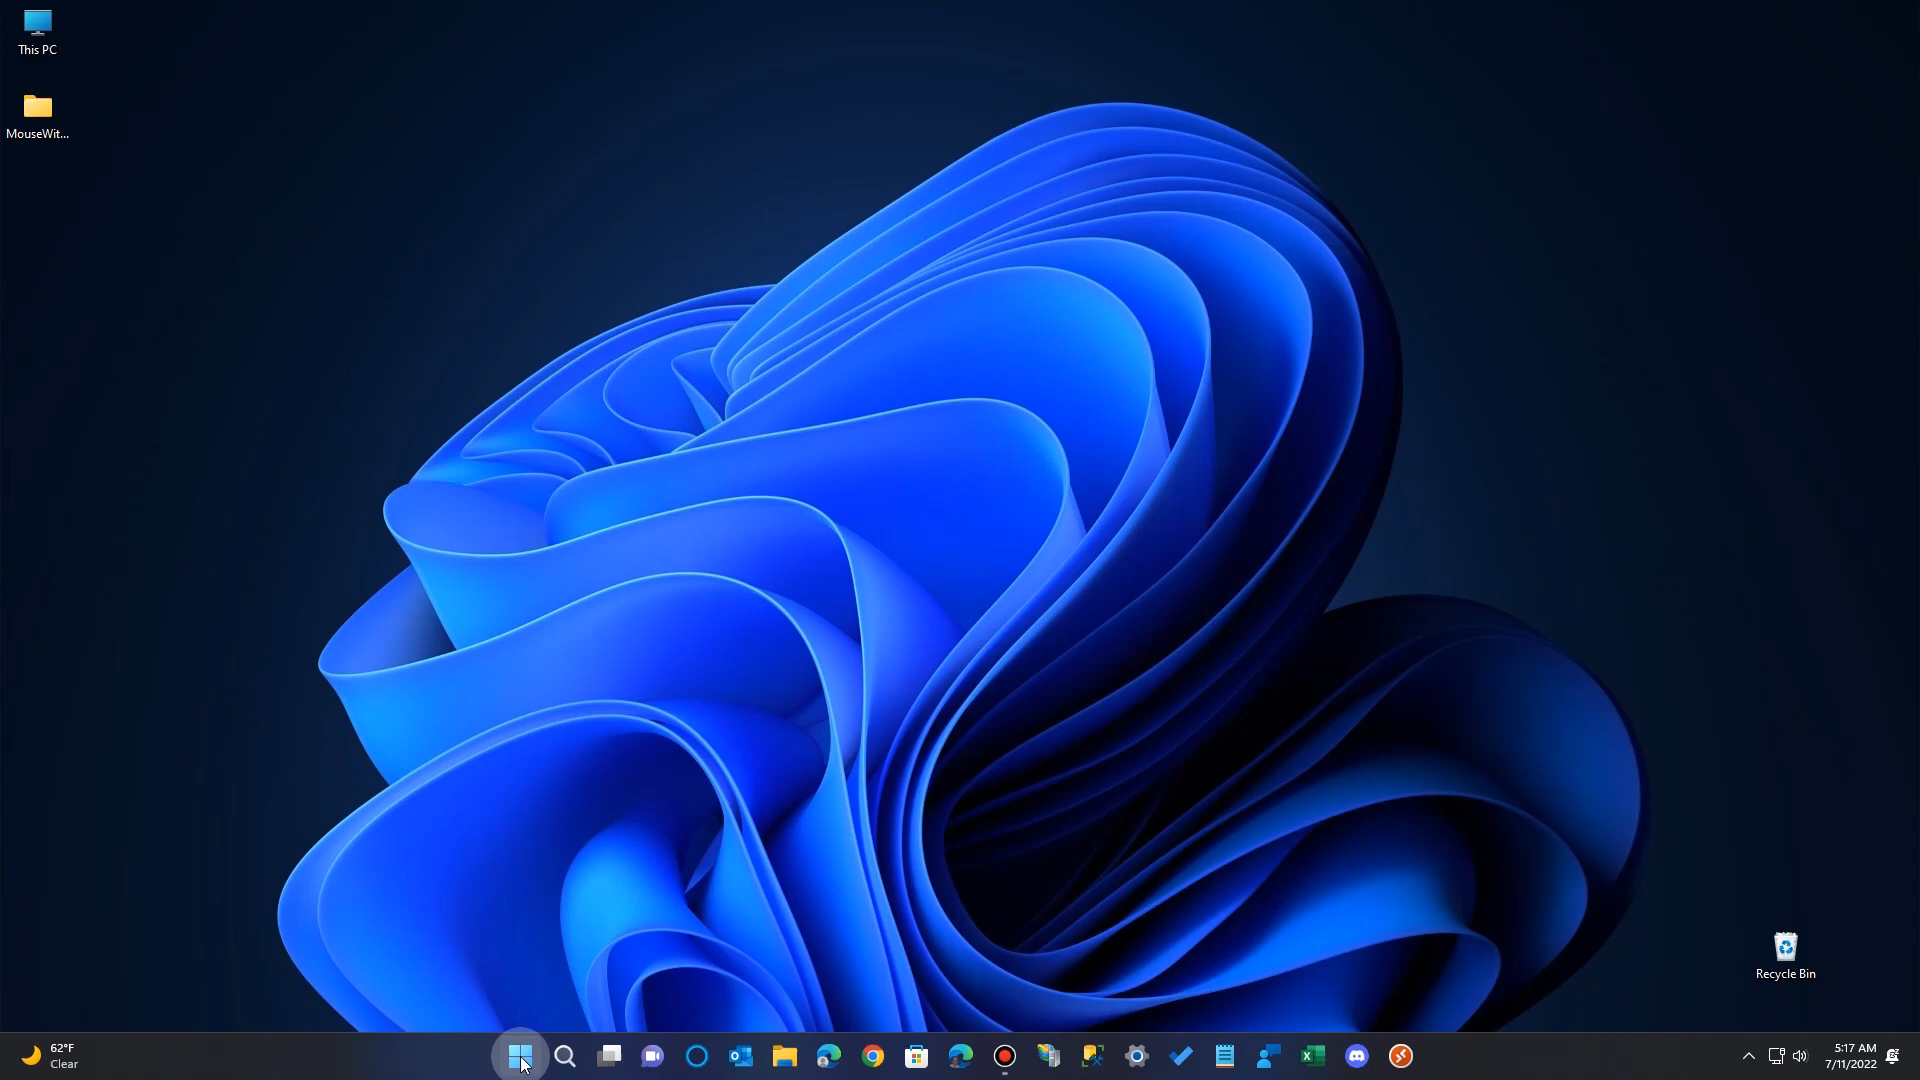 This PC
MouseWit...
Recycle Bin
62°F
Clear
5:17 AM
7/11/2022